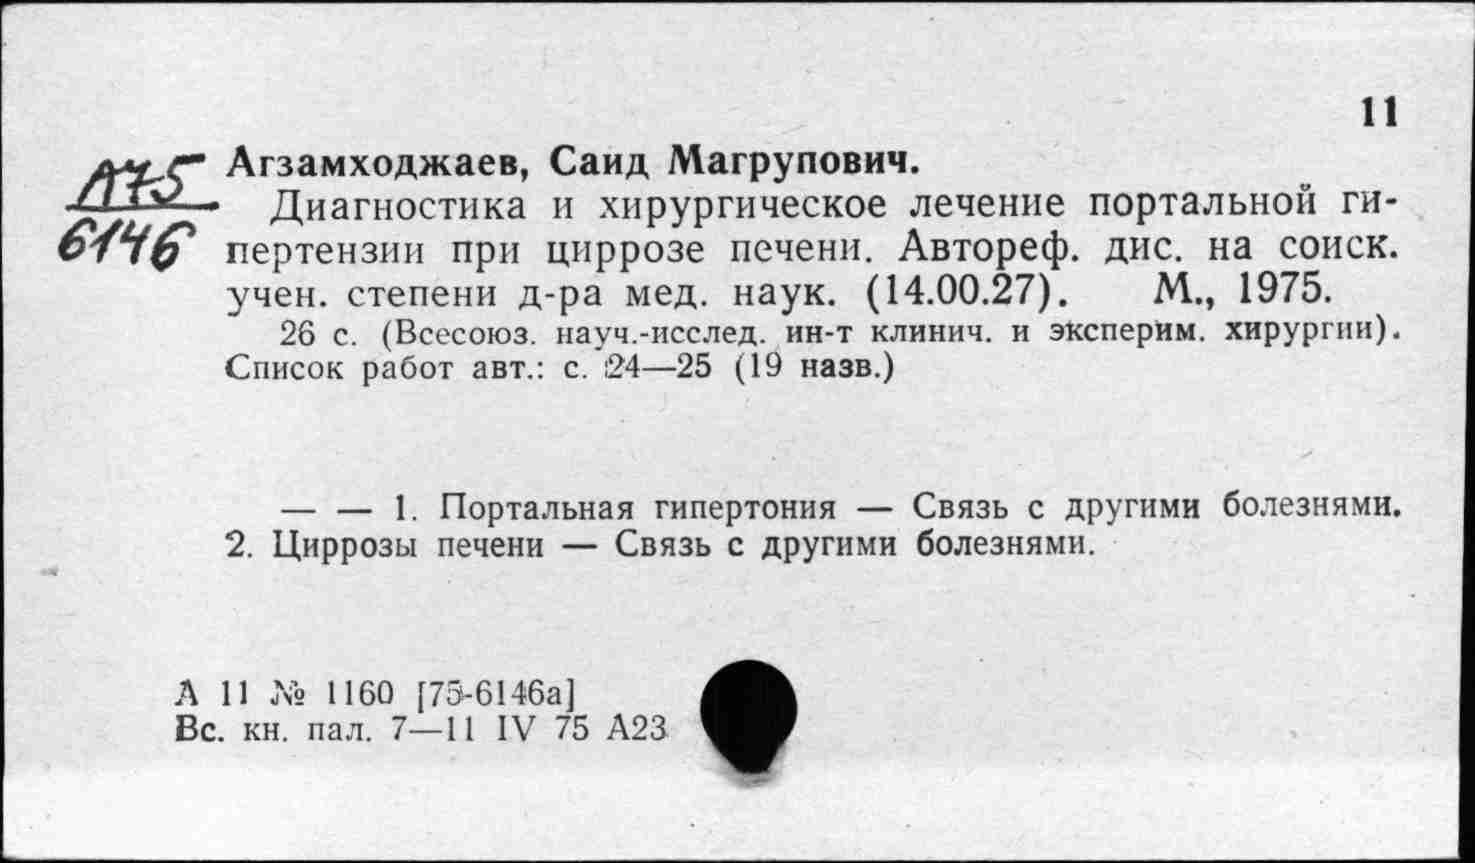 11
А75
6146
Агзамходжаев, Саид Магрупович.
Диагностика и хирургическое лечение портальной ги-
пертензии при циррозе печени. Автореф. дис. на соиск.
учен. степени д-ра мед. наук. (14.00.27). М., 1975.
26 с. (Всесоюз. науч.-исслед. ин-т клинич. и эксперим. хирургии).
Список работ авт.: с. 24—25 (19 назв.)
— — 1. Портальная гипертония — Связь с другими болезнями.
2. Циррозы печени — Связь с другими болезнями.
А 11 № 1160 [75-6146а]
Вс. кн. пал. 7—11 IV 75 А23